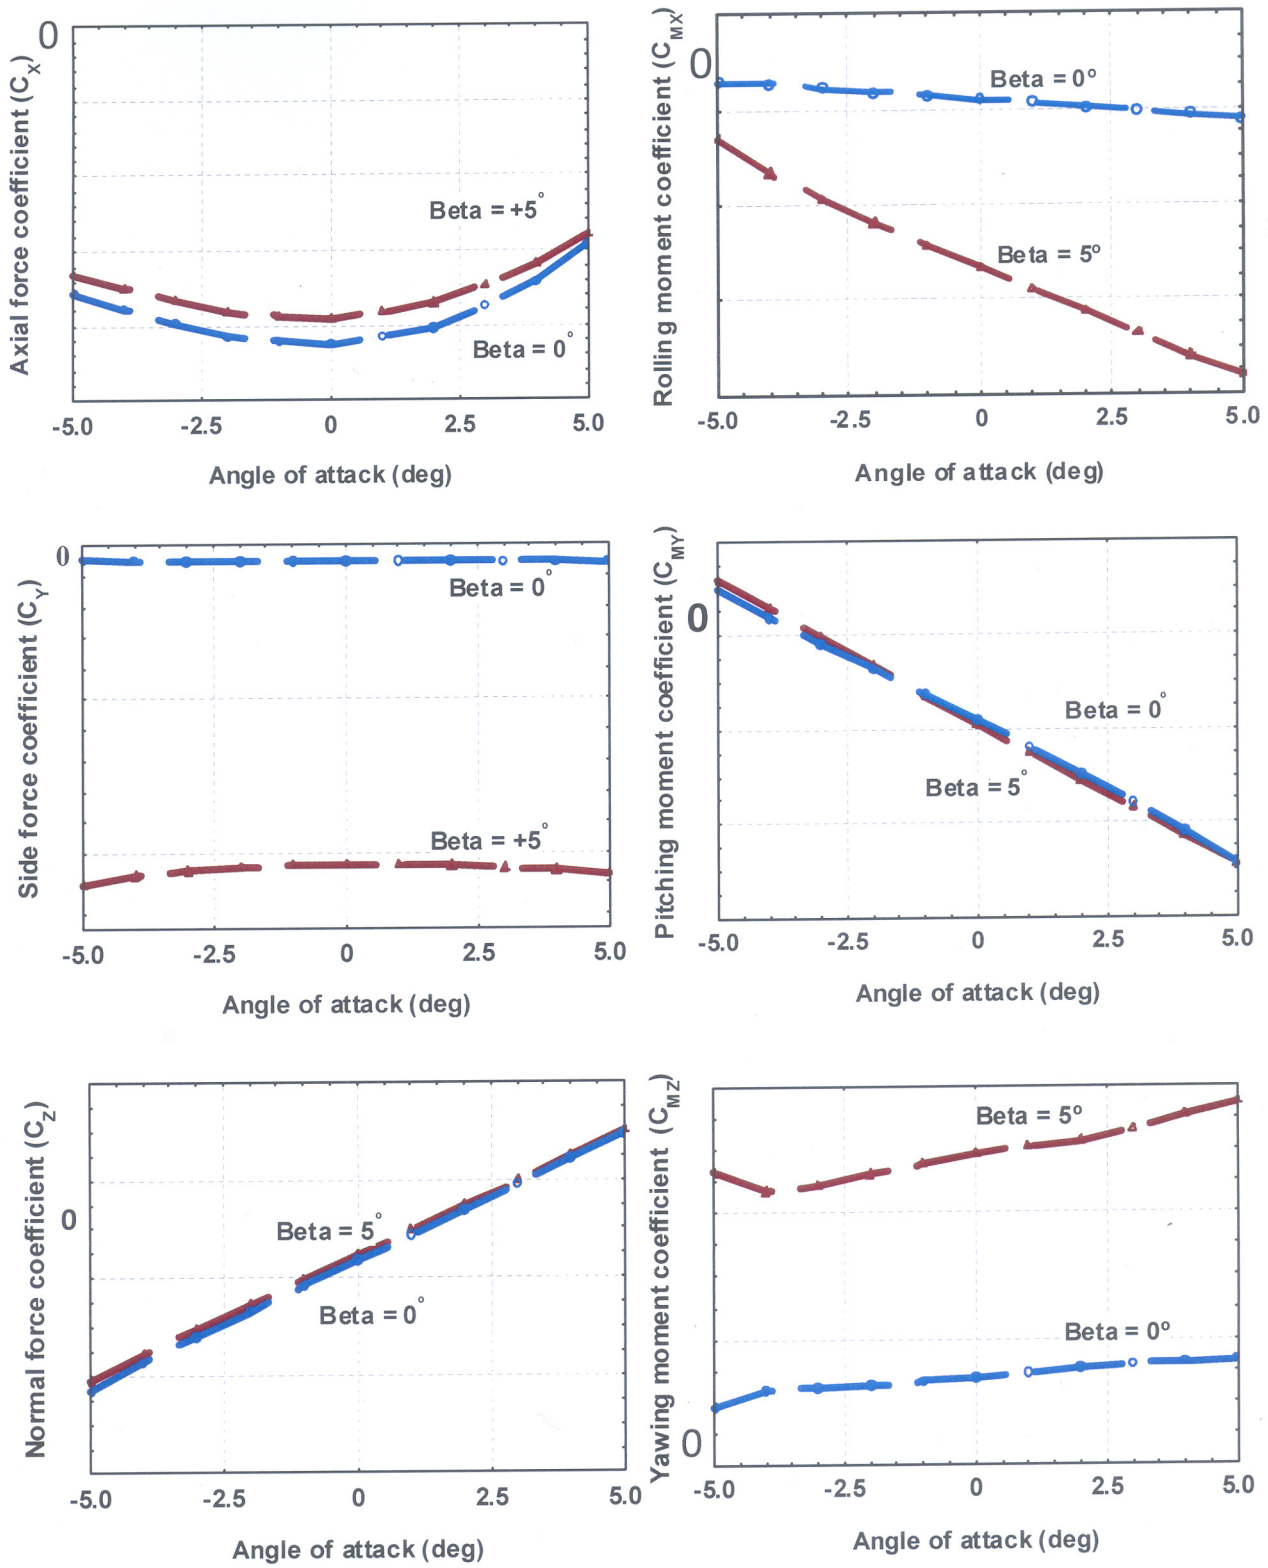 Axial force coefficient (C_X)
0
Beta = +5°
Beta = 0°
-5.0 -2.5 0 2.5 5.0
Angle of attack (deg)
Rolling moment coefficient (C_MX)
0
Beta = 0º
Beta = 5º
-5.0 -2.5 0 2.5 5.0
Angle of attack (deg)
Side force coefficient (C_Y)
0
Beta = 0°
Beta = +5°
-5.0 -2.5 0 2.5 5.0
Angle of attack (deg)
Pitching moment coefficient (C_MY)
0
Beta = 0°
Beta = 5°
-5.0 -2.5 0 2.5 5.0
Angle of attack (deg)
Normal force coefficient (C_Z)
0
Beta = 5°
Beta = 0°
-5.0 -2.5 0 2.5 5.0
Angle of attack (deg)
Yawing moment coefficient (C_MZ)
Beta = 5º
Beta = 0º
0
-5.0 -2.5 0 2.5 5.0
Angle of attack (deg)